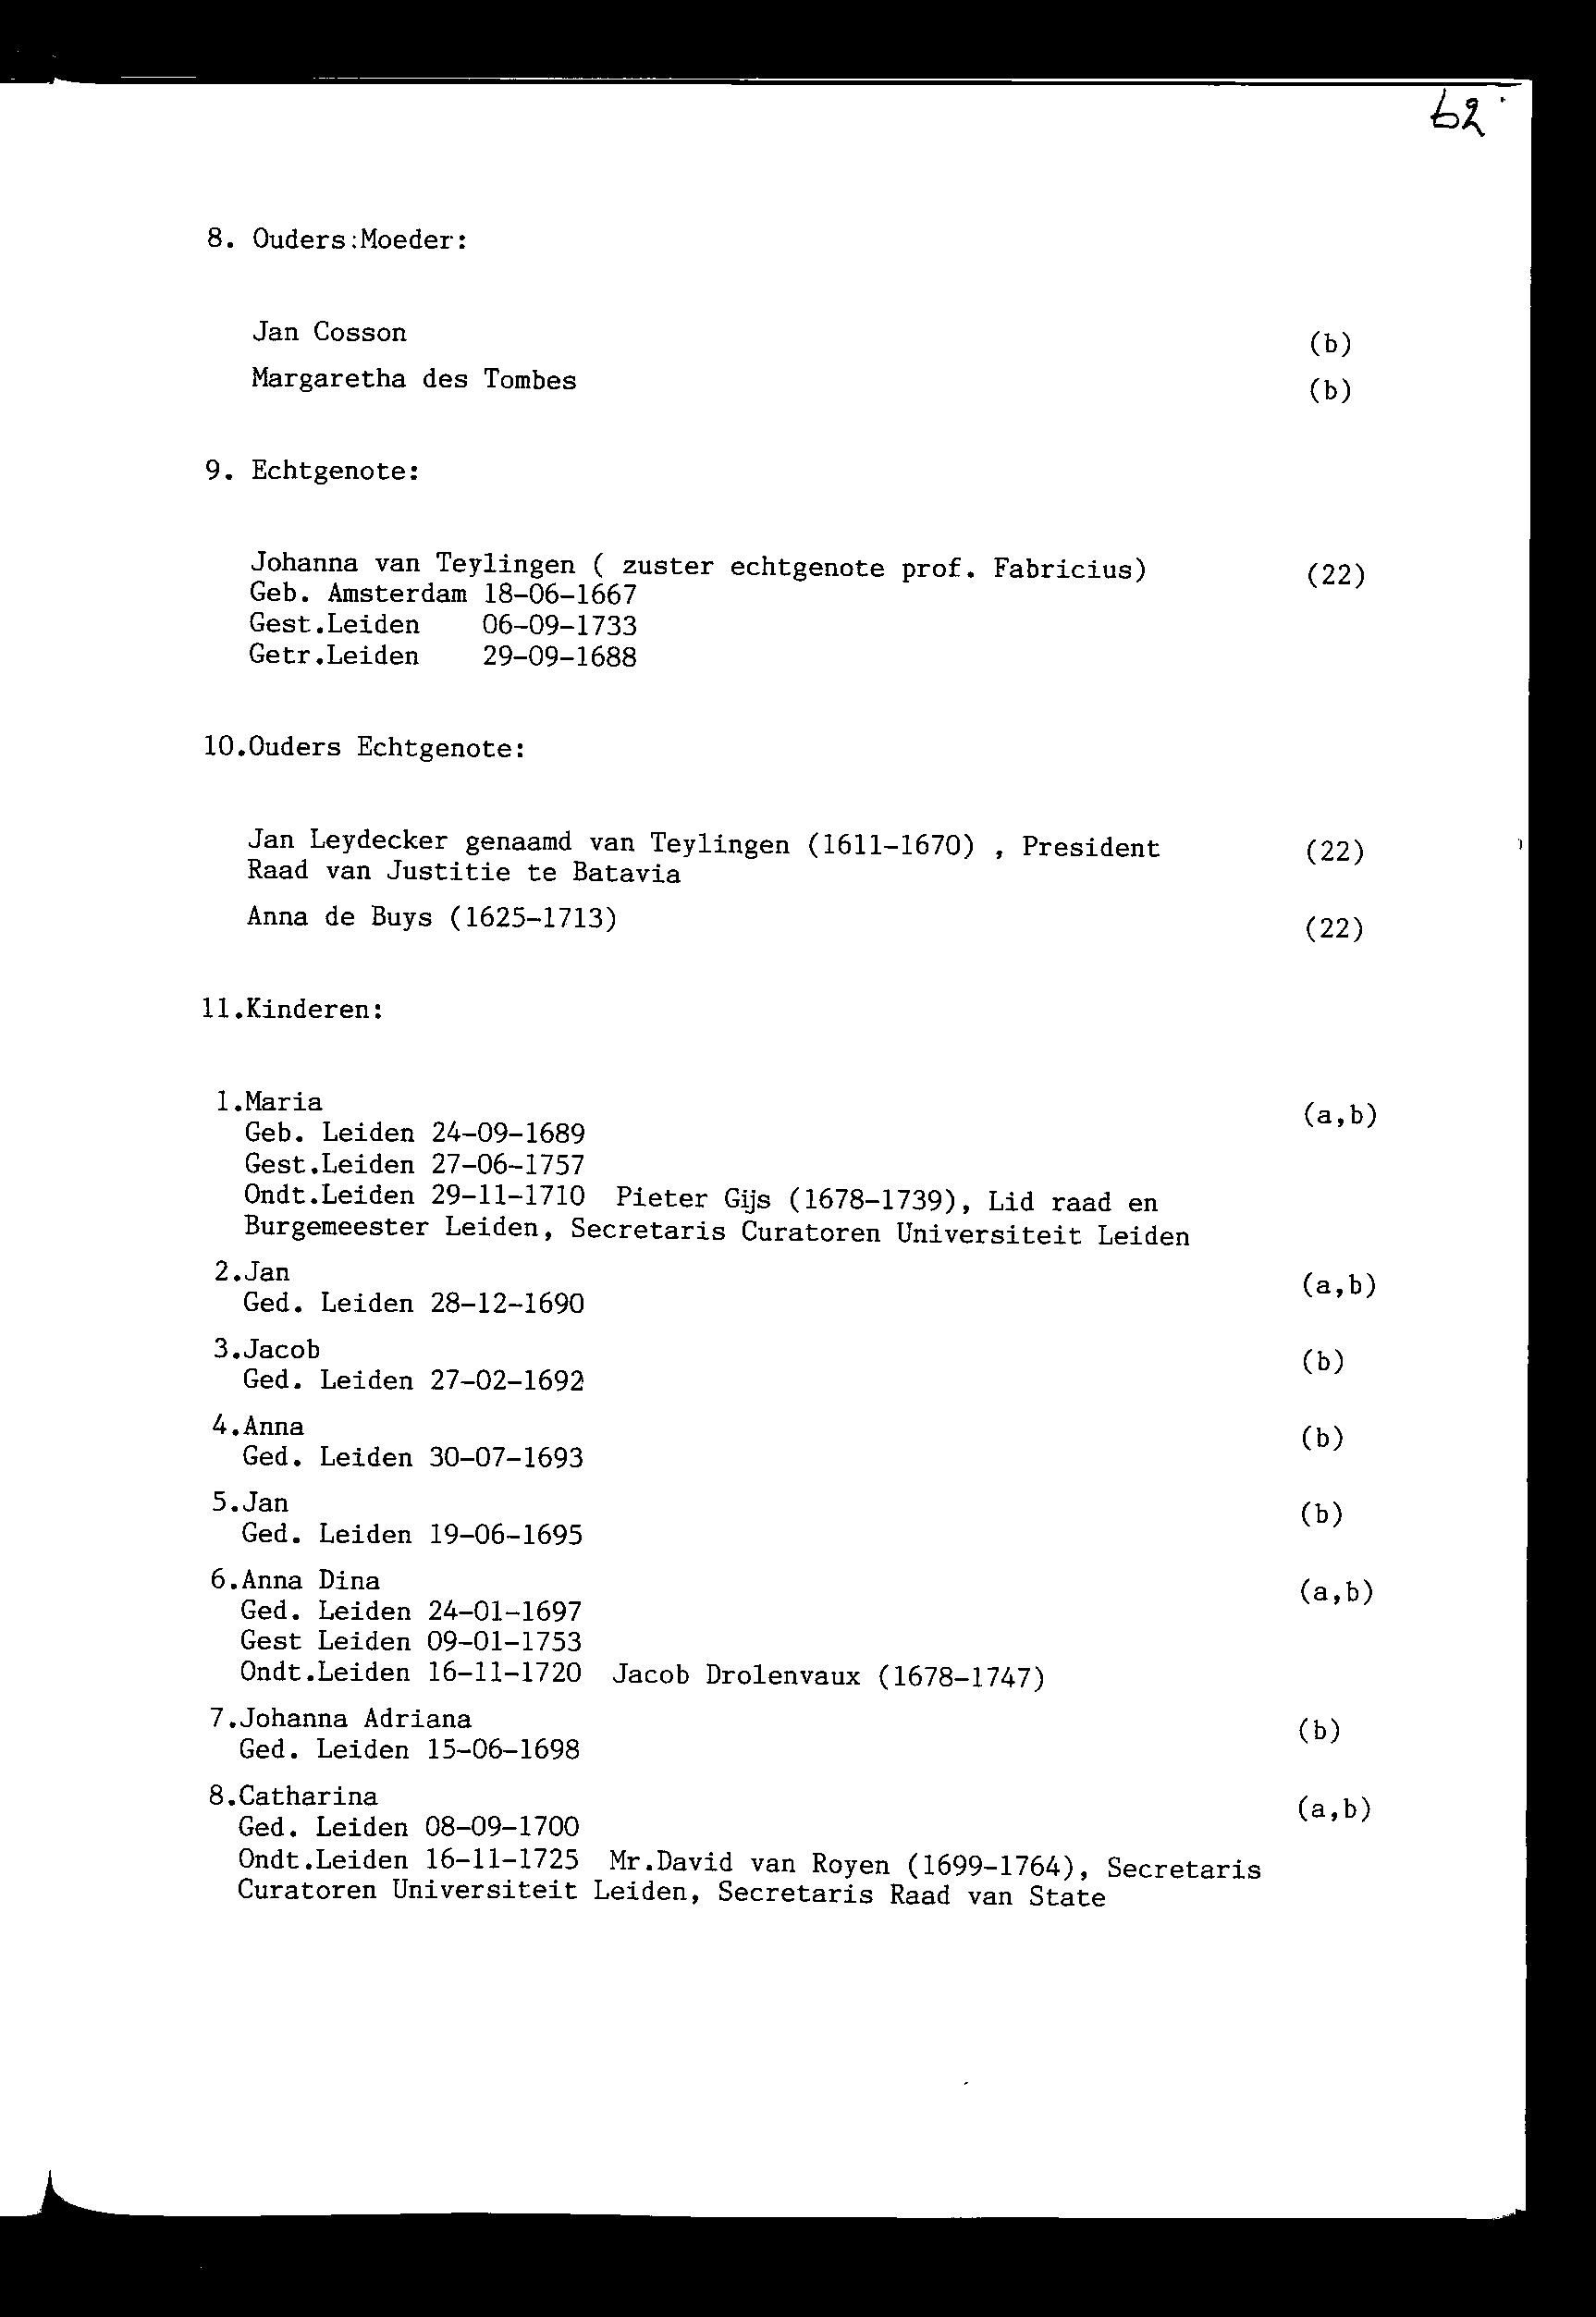 62
8. Ouders:Moeder:
Jan Cosson (b)
Margaretha des Tombes (b)
9. Echtgenote:
Johanna van Teylingen ( zuster echtgenote prof. Fabricius) (22)
Geb. Amsterdam 18-06-1667
Gest.Leiden 06-09-1733
Getr.Leiden 29-09-1688
10.Ouders Echtgenote:
Jan Leydecker genaamd van Teylingen (1611-1670) , President (22)
Raad van Justitie te Batavia
Anna de Buys (1625-1713) (22)
11.Kinderen:
1.Maria (a,b)
Geb. Leiden 24-09-1689
Gest.Leiden 27-06-1757
Ondt.Leiden 29-11-1710 Pieter Gijs (1678-1739), Lid raad en
Burgemeester Leiden, Secretaris Curatoren Universiteit Leiden
2.Jan (a,b)
Ged. Leiden 28-12-1690
3.Jacob (b)
Ged. Leiden 27-02-1692
4.Anna (b)
Ged. Leiden 30-07-1693
5.Jan (b)
Ged. Leiden 19-06-1695
6.Anna Dina (a,b)
Ged. Leiden 24-01-1697
Gest Leiden 09-01-1753
Ondt.Leiden 16-11-1720 Jacob Drolenvaux (1678-1747)
7.Johanna Adriana (b)
Ged. Leiden 15-06-1698
8.Catharina (a,b)
Ged. Leiden 08-09-1700
Ondt.Leiden 16-11-1725 Mr.David van Royen (1699-1764), Secretaris
Curatoren Universiteit Leiden, Secretaris Raad van State